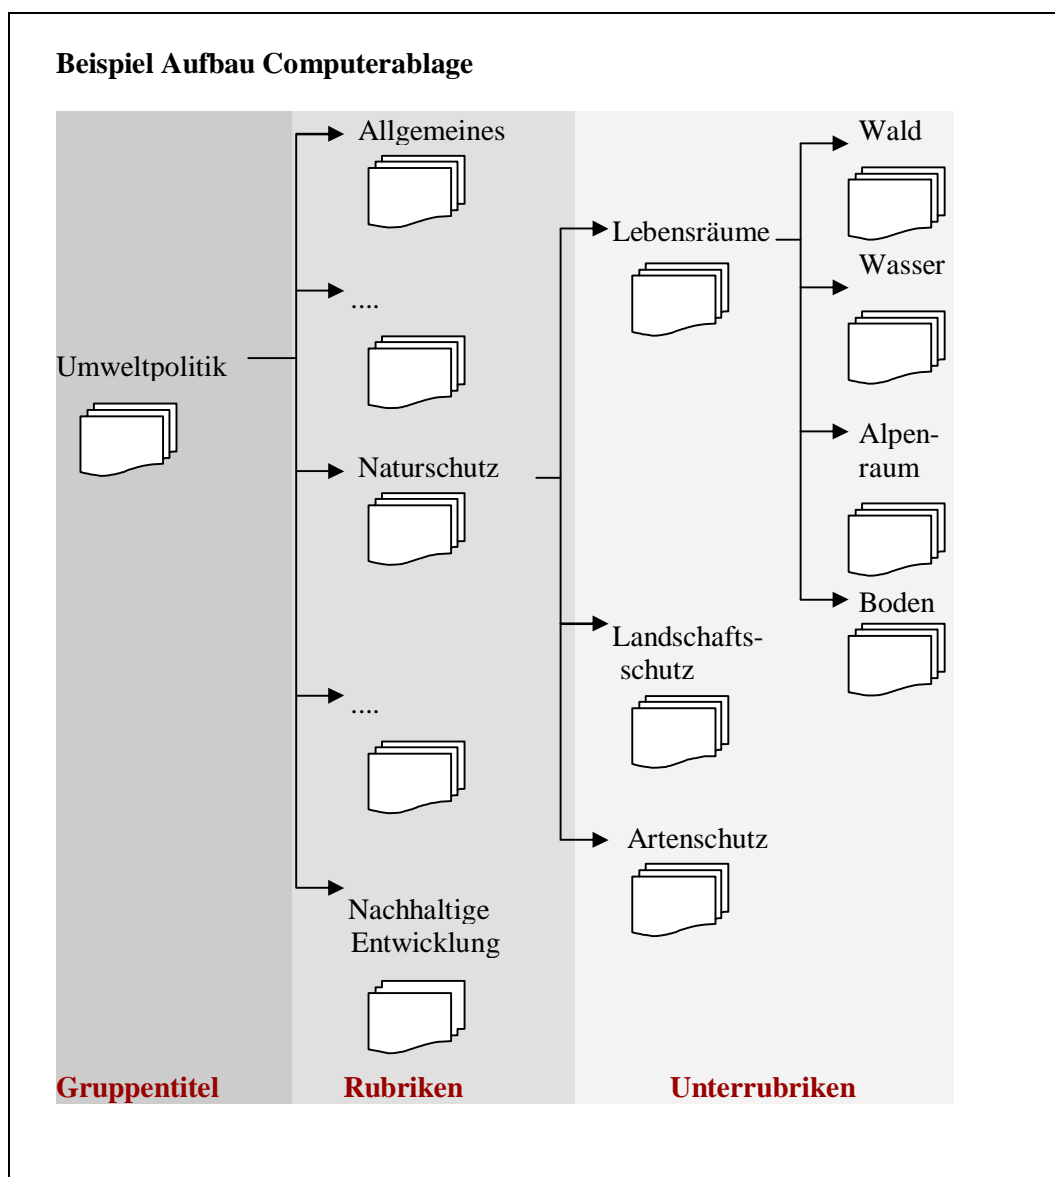 Beispiel Aufbau Computerablage
Umweltpolitik
Allgemeines
....
Naturschutz
....
Nachhaltige
Entwicklung
Lebensräume
Landschafts-
schutz
Artenschutz
Wald
Wasser
Alpen-
raum
Boden
Gruppentitel
Rubriken
Unterrubriken